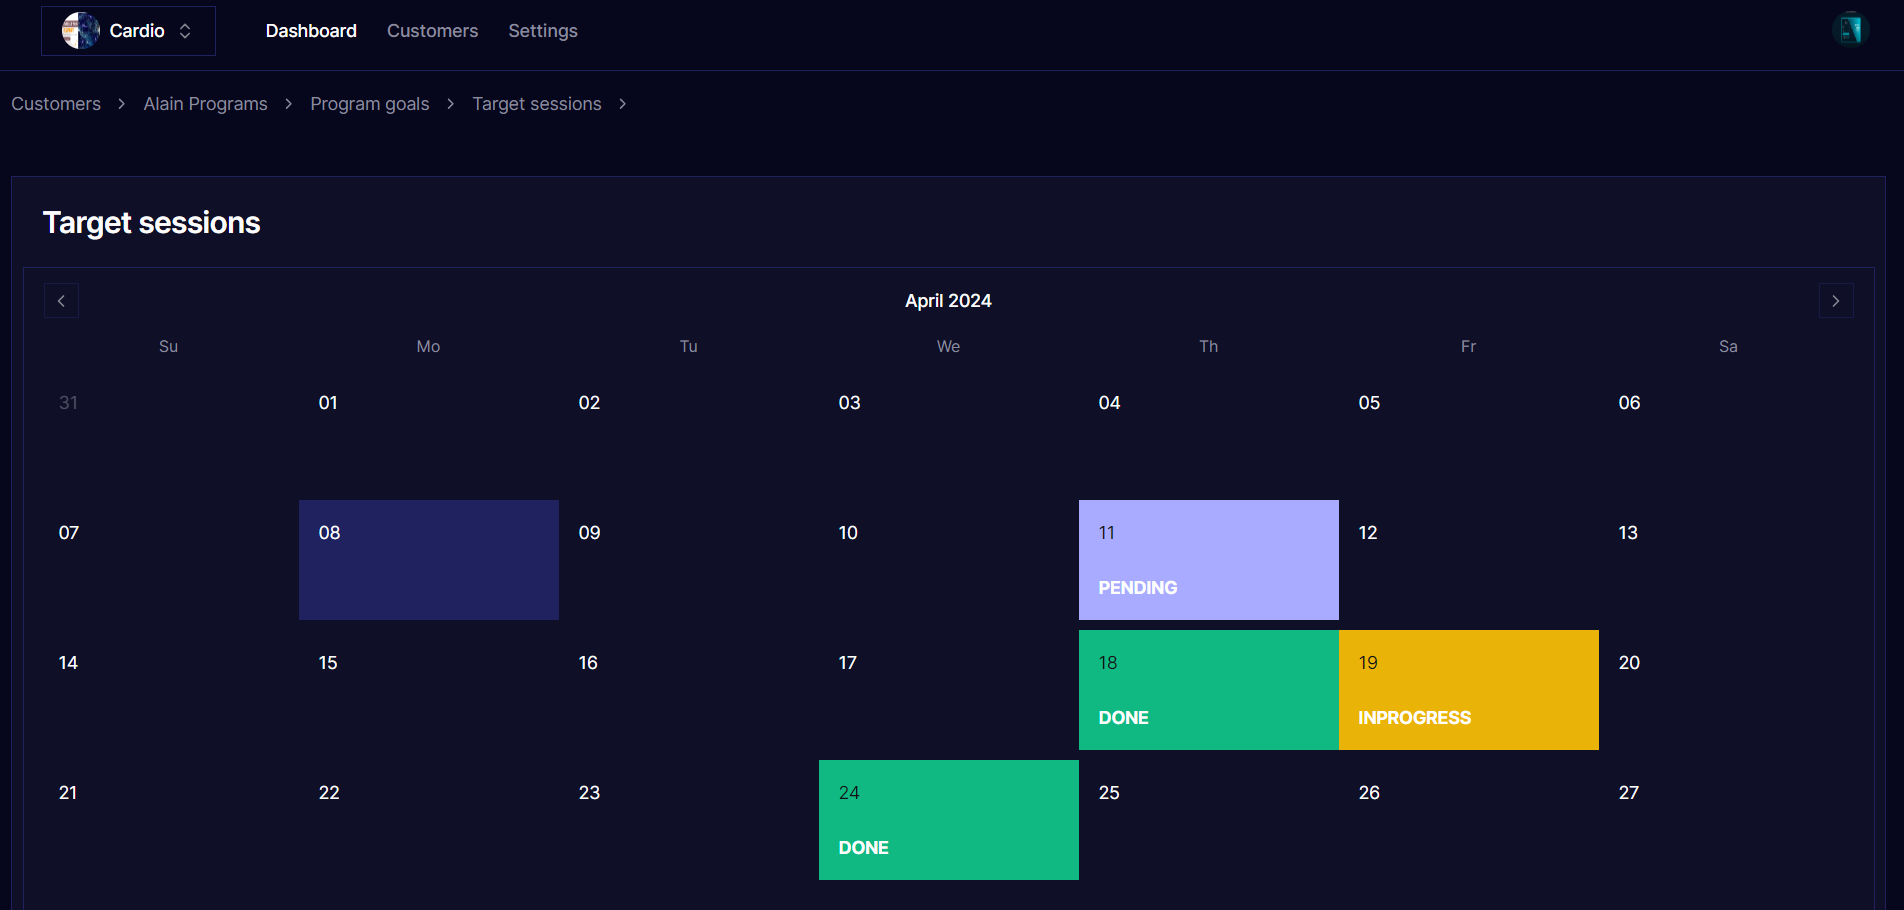 Cardio
Dashboard Customers Settings
Customers Alain Programs Program goals Target sessions
Target sessions
April 2024
Su Mo Tu We Th Fr Sa
31 01 02 03 04 05 06
07 08 09 10 11 12 13
PENDING
14 15 16 17 18 19 20
DONE INPROGRESS
21 22 23 24 25 26 27
DONE